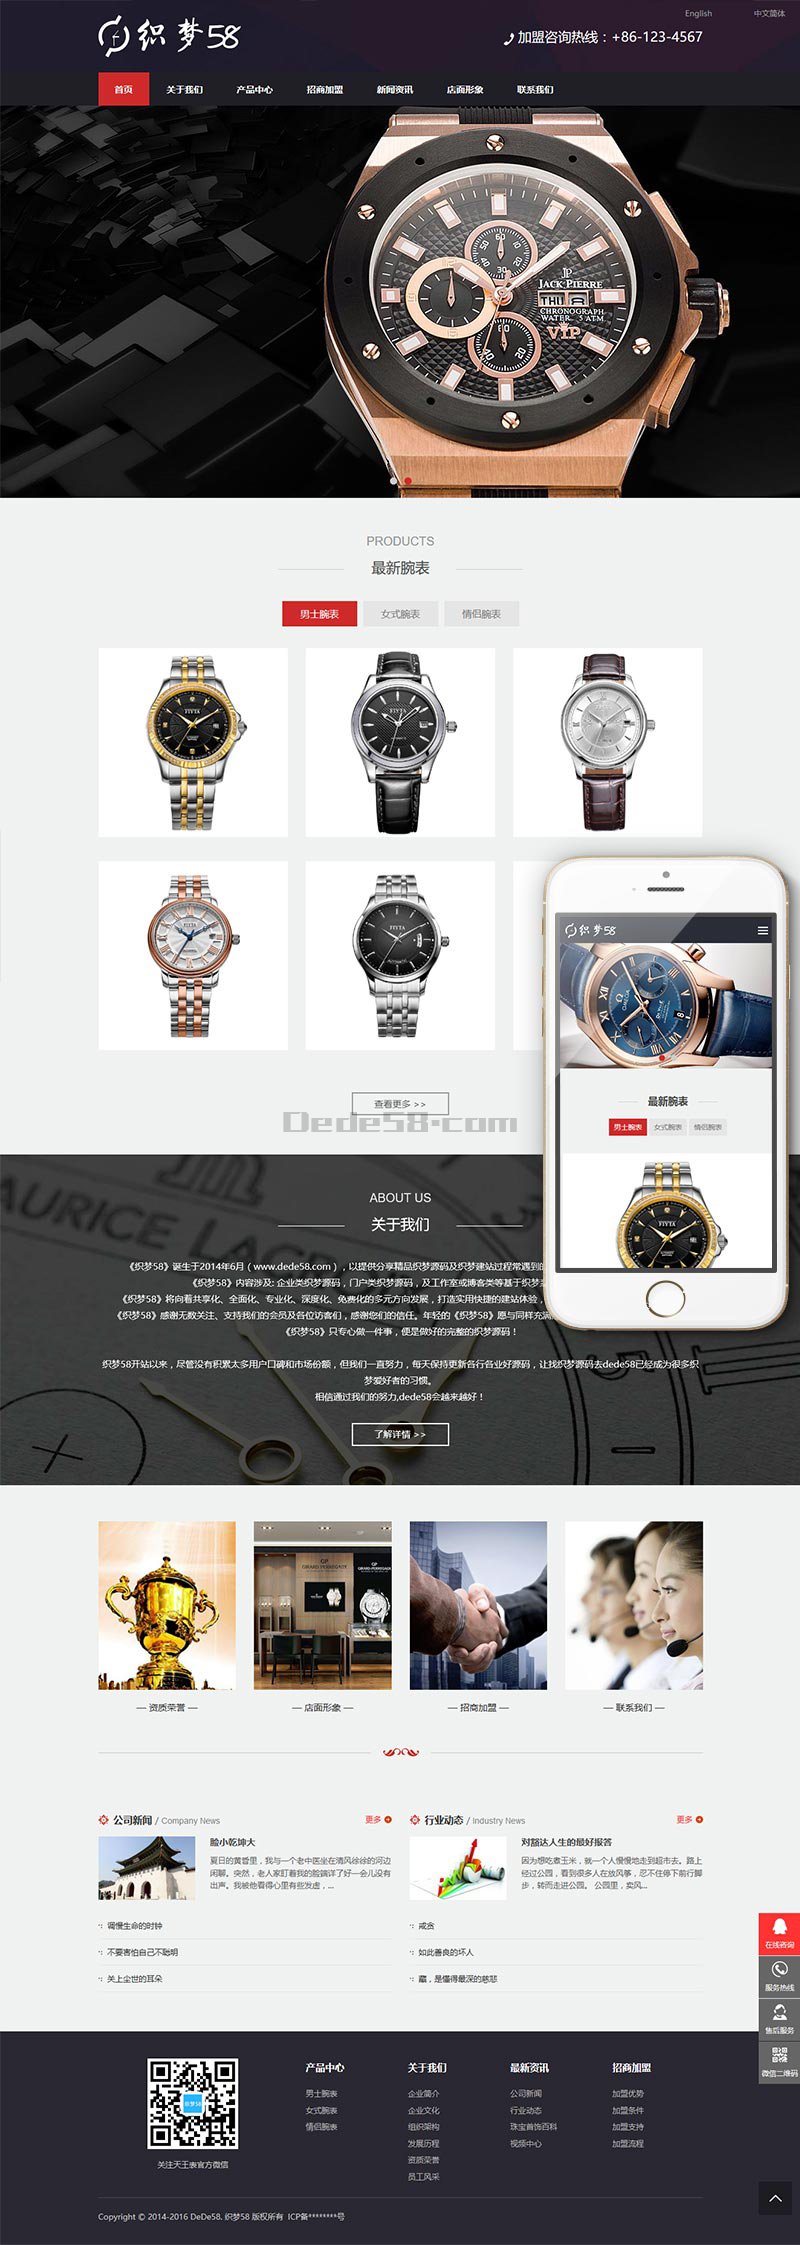 English 中文简体
织梦58
加盟咨询热线：+86-123-4567
首页 关于我们 产品中心 招商加盟 新闻资讯 店面形象 联系我们
JP
JACK PIERRE
THU
CHRONOGRAPH
WATER 5 ATM
VIP
60
30
60
40 20
PRODUCTS
最新腕表
男士腕表 女式腕表 情侣腕表
FIYTA
FIYTA
FIYTA
FIYTA
织梦58
OMEGA
最新腕表
男士腕表 女式腕表 情侣腕表
FIYTA
查看更多 >>
Dede58.com
AURICE LACROIX
ABOUT US
关于我们
《织梦58》诞生于2014年6月（www.dede58.com），以提供分享精品织梦源码及织梦建站过程常遇到的
《织梦58》内容涉及: 企业类织梦源码，门户类织梦源码，及工作室或博客类等基于织梦
《织梦58》将向着共享化、全面化、专业化、深度化、免费化的多元方向发展，打造实用快捷的建站体验，
《织梦58》感谢无数关注、支持我们的会员及各位访客们，感谢您们的信任。年轻的《织梦58》愿与同样充满
《织梦58》只专心做一件事，便是做好的完整的织梦源码！
织梦58开站以来，尽管没有积累太多用户口碑和市场份额，但我们一直努力，每天保持更新各行各业好源码，让找织梦源码去dede58已经成为很多织
梦爱好者的习惯。
相信通过我们的努力,dede58会越来越好！
了解详情 >>
GP
GIRARD-PERREGAUX
— 资质荣誉 — — 店面形象 — — 招商加盟 — — 联系我们 —
公司新闻 / Company News 更多
脸小乾坤大
夏日的黄昏里，我与一个老中医坐在清风徐徐的河边
闲聊。突然，老人家盯着我的脸端详了好一会儿没有
出声。我被他看得心里有些发虚，...
调慢生命的时钟
不要害怕自己不聪明
关上尘世的耳朵
行业动态 / Industry News 更多
对豁达人生的最好报答
因为想吃煮玉米，就一个人慢慢地走到超市去。路上
经过公园，看到很多人在放风筝，忍不住停下前行脚
步，转而走进公园。 公园里，卖风...
戒贪
如此善良的坏人
藏，是懂得最深的慈悲
在线咨询
服务热线
售后服务
微信二维码
织梦58
关注天王表官方微信
产品中心
男士腕表
女式腕表
情侣腕表
关于我们
企业简介
企业文化
组织架构
发展历程
资质荣誉
员工风采
最新资讯
公司新闻
行业动态
珠宝首饰百科
视频中心
招商加盟
加盟优势
加盟条件
加盟支持
加盟流程
Copyright © 2014-2016 DeDe58. 织梦58 版权所有 ICP备********号